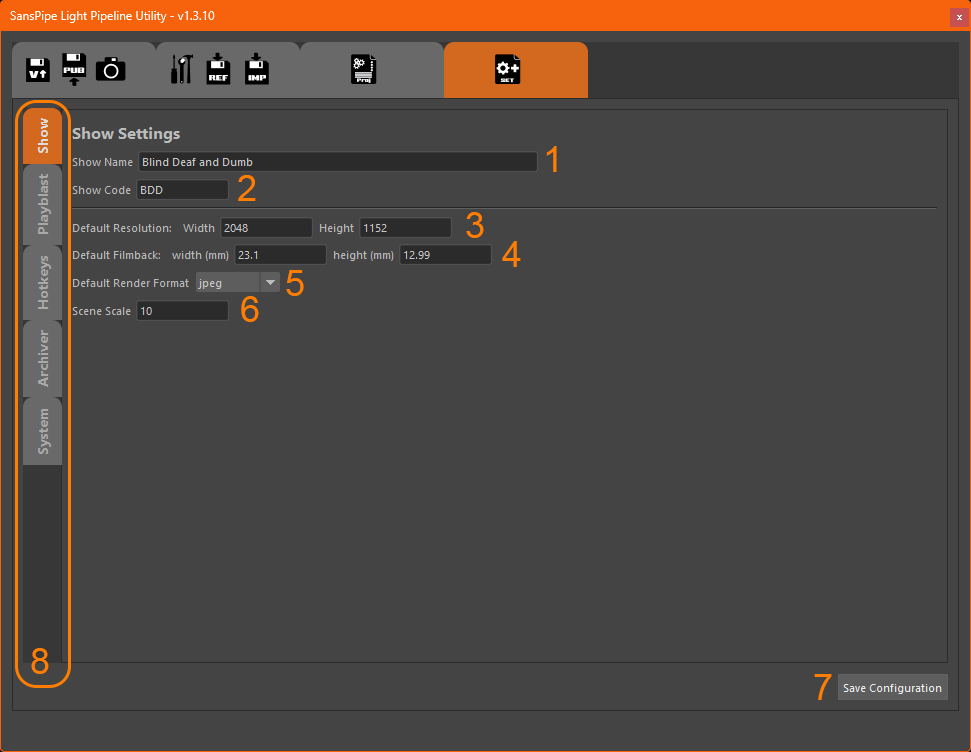 SansPipe Light Pipeline Utility - v1.3.10
x
V↑ PUB REF IMP Proj SET
Show
Playblast
Hotkeys
Archiver
System
8
Show Settings
Show Name Blind Deaf and Dumb 1
Show Code BDD 2
Default Resolution: Width 2048 Height 1152 3
Default Filmback: width (mm) 23.1 height (mm) 12.99 4
Default Render Format jpeg 5
Scene Scale 10 6
7 Save Configuration